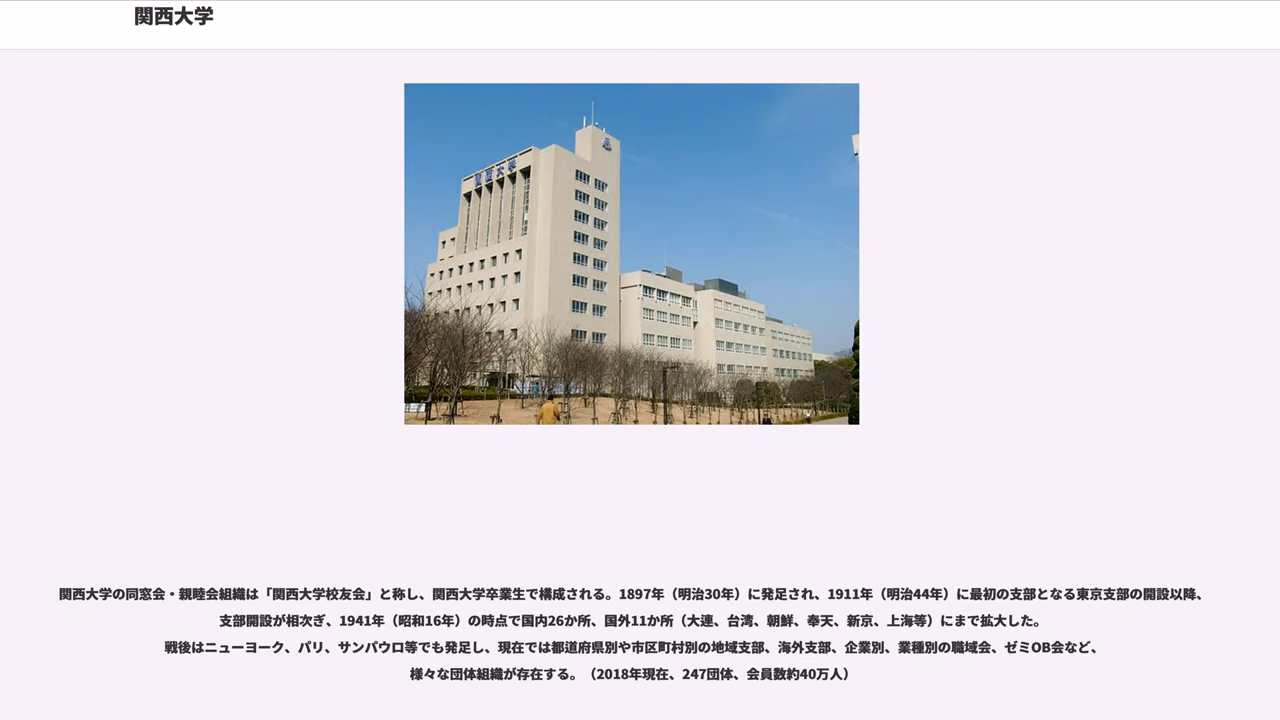 関西大学
関西大学
関西大学の同窓会・親睦会組織は「関西大学校友会」と称し、関西大学卒業生で構成される。1897年（明治30年）に発足され、1911年（明治44年）に最初の支部となる東京支部の開設以降、
支部開設が相次ぎ、1941年（昭和16年）の時点で国内26か所、国外11か所（大連、台湾、朝鮮、奉天、新京、上海等）にまで拡大した。
戦後はニューヨーク、パリ、サンパウロ等でも発足し、現在では都道府県別や市区町村別の地域支部、海外支部、企業別、業種別の職域会、ゼミOB会など、
様々な団体組織が存在する。（2018年現在、247団体、会員数約40万人）